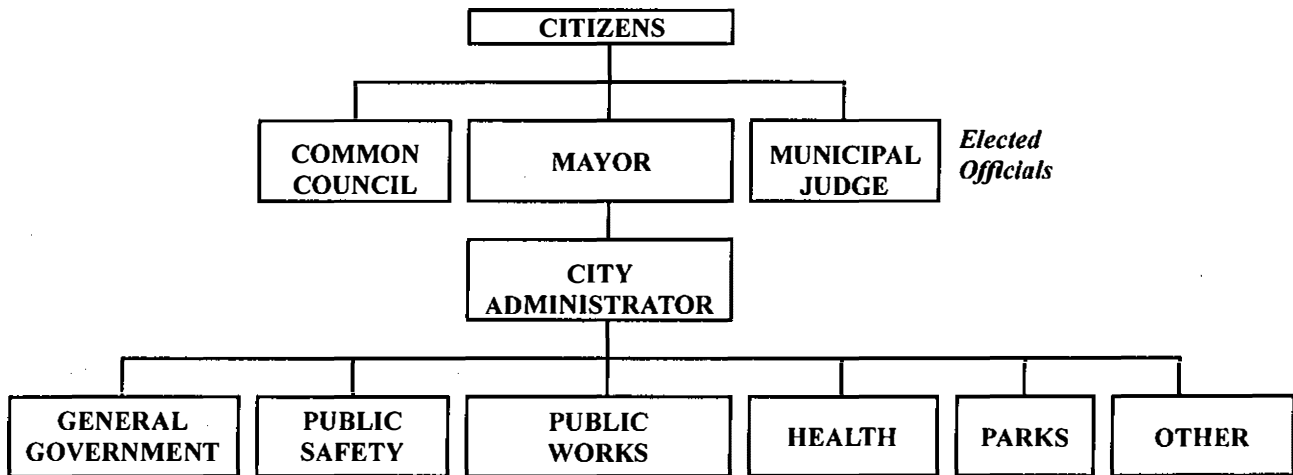 CITIZENS
COMMON
COUNCIL
MAYOR
MUNICIPAL
JUDGE
Elected
Officials
CITY
ADMINISTRATOR
GENERAL
GOVERNMENT
PUBLIC
SAFETY
PUBLIC
WORKS
HEALTH
PARKS
OTHER